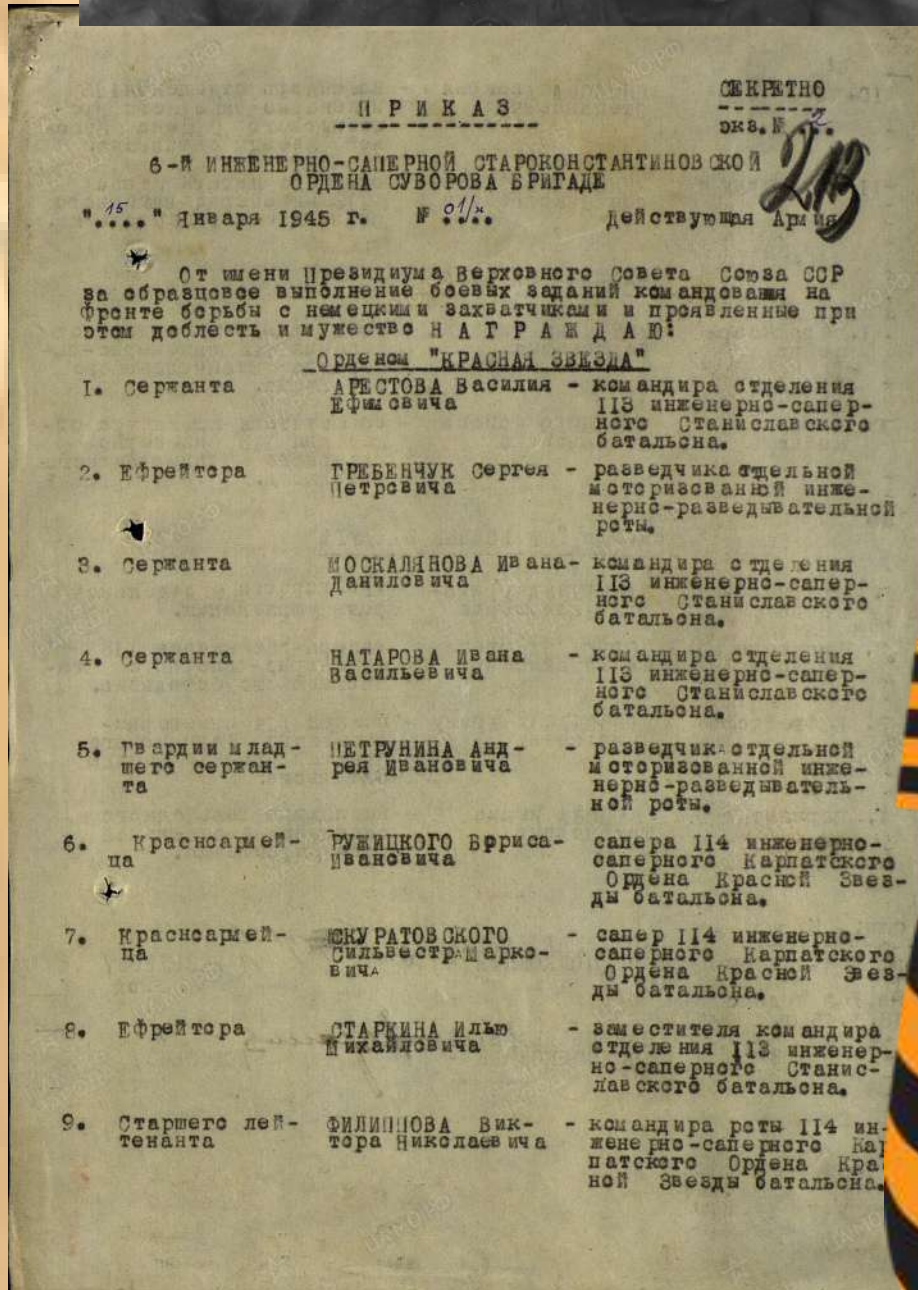 СЕКРЕТНО
ПРИКАЗ
экз.№ 2.
213
6-Й ИНЖЕНЕРНО-САПЕРНОЙ СТАРОКОНСТАНТИНОВСКОЙ
ОРДЕНА СУВОРОВА БРИГАДЕ
"15" Января 1945 г. № 01/н Действующая Армия
От имени Президиума Верховного Совета Союза ССР
за образцовое выполнение боевых заданий командования на
фронте борьбы с немецкими захватчиками и проявленные при
этом доблесть и мужество Н А Г Р А Ж Д А Ю:
Орденом "КРАСНАЯ ЗВЕЗДА"
1. Сержанта АРЕСТОВА Василия - командира отделения
Ефимовича 113 инженерно-сапер-
ного Станиславского
батальона.
2. Ефрейтора ГРЕБЕНЧУК Сергея - разведчика отдельной
Петровича моторизованной инже-
нерно-разведывательной
роты.
3. Сержанта МОСКАЛЯНОВА Ивана- командира отделения
Даниловича 113 инженерно-сапер-
ного Станиславского
батальона.
4. Сержанта НАТАРОВА Ивана - командира отделения
Васильевича 113 инженерно-сапер-
ного Станиславского
батальона.
5. Гвардии млад- ПЕТРУНИНА Анд- - разведчик отдельной
шего сержан- рея Ивановича моторизованной инже-
та нерно-разведыватель-
ной роты.
6. Красноармей- РУЖИЦКОГО Бориса- сапера 114 инженерно-
ца Ивановича саперного Карпатского
Ордена Красной Звез-
ды батальона.
7. Красноармей- СКУРАТОВСКОГО - сапер 114 инженерно-
ца Сильвестра Марко- саперного Карпатского
вича Ордена Красной Звез-
ды батальона.
8. Ефрейтора СТАРКИНА Илью - заместителя командира
Михайловича отделения 113 инженер-
но-саперного Станис-
лавского батальона.
9. Старшего лей- ФИЛИППОВА Вик- - командира роты 114 ин-
тенанта тора Николаевича женерно-саперного Кар
патского Ордена Кра
ной Звезды батальона.